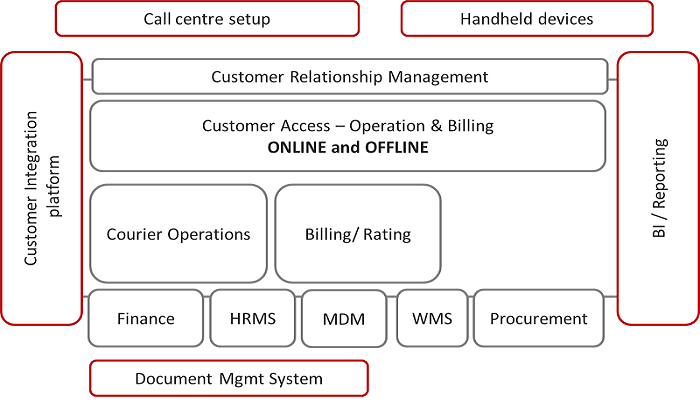 Call centre setup
Handheld devices
Customer Integration
platform
Customer Relationship Management
Customer Access – Operation & Billing
ONLINE and OFFLINE
BI / Reporting
Courier Operations
Billing/ Rating
Finance
HRMS
MDM
WMS
Procurement
Document Mgmt System